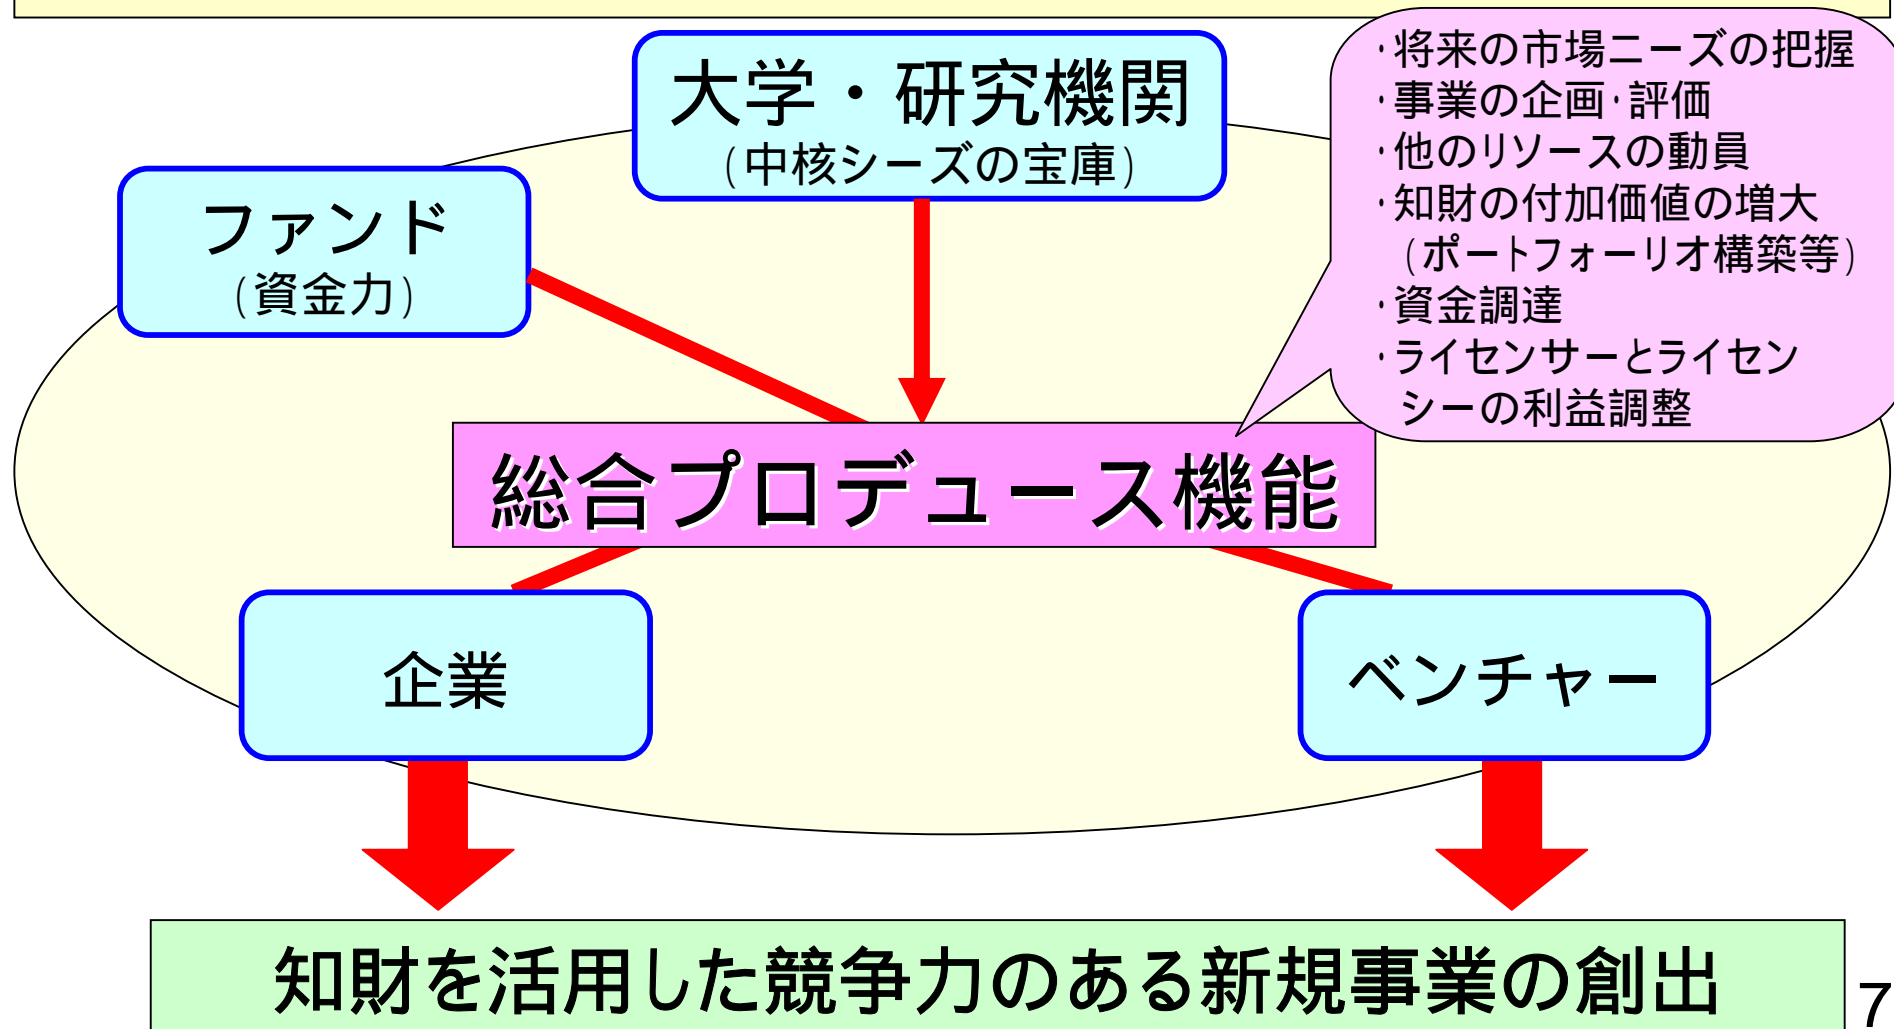 大学・研究機関
(中核シーズの宝庫)
ファンド
(資金力)
・将来の市場ニーズの把握
・事業の企画・評価
・他のリソースの動員
・知財の付加価値の増大
(ポートフォーリオ構築等)
・資金調達
・ライセンサーとライセン
シーの利益調整
総合プロデュース機能
企業
ベンチャー
知財を活用した競争力のある新規事業の創出
7